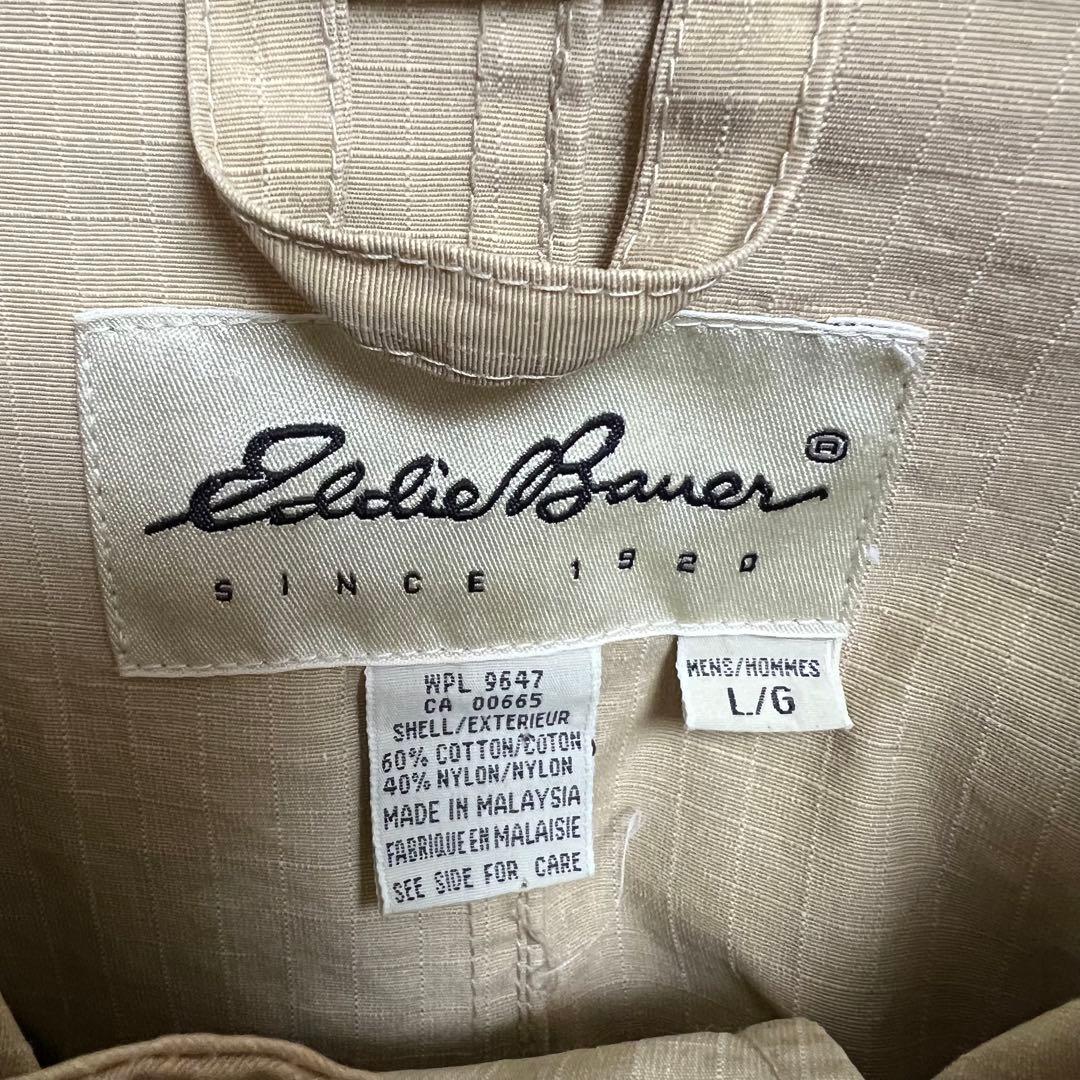 Eddie Bauer®
SINCE 1920
WPL 9647
CA 00665
SHELL/EXTERIEUR
60% COTTON/COTON
40% NYLON/NYLON
MADE IN MALAYSIA
FABRIQUE EN MALAISIE
SEE SIDE FOR CARE
MENS/HOMMES
L/G